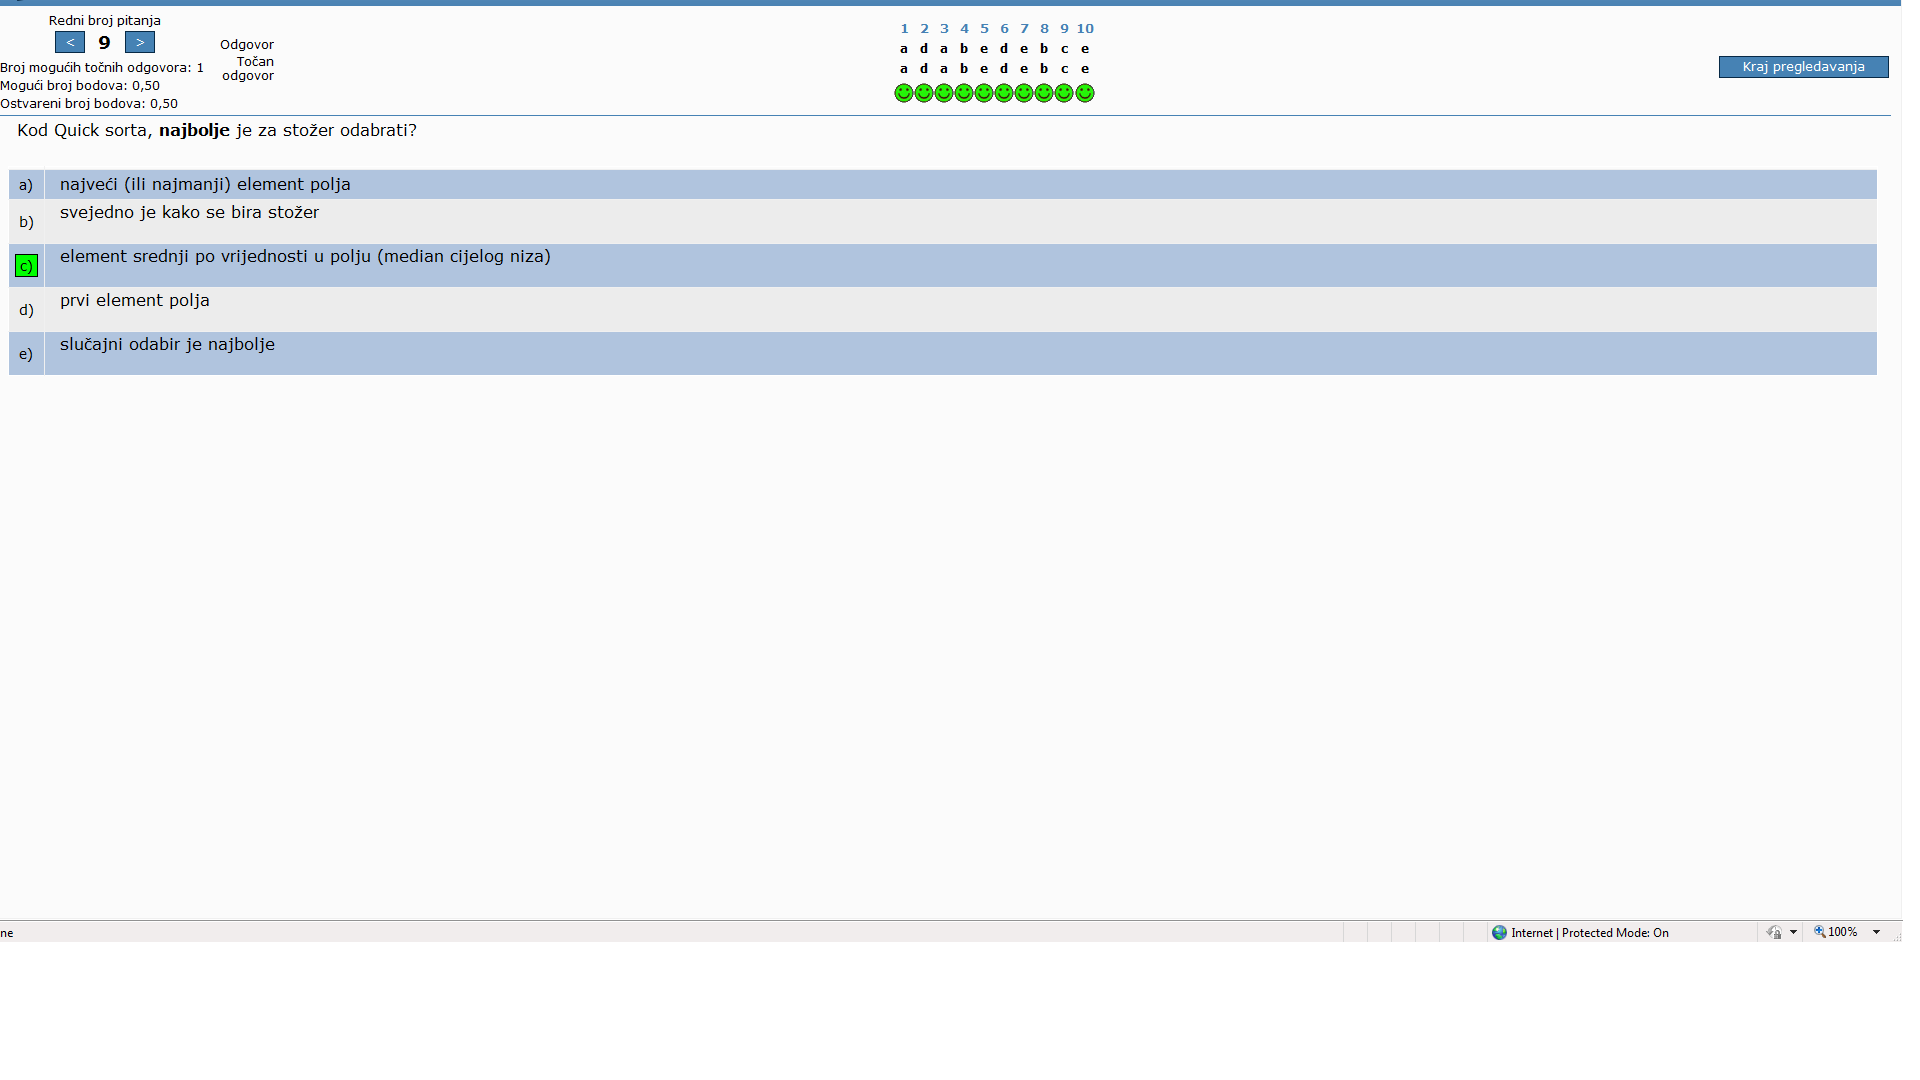 Redni broj pitanja
< 9 >
Broj mogućih točnih odgovora: 1
Mogući broj bodova: 0,50
Ostvareni broj bodova: 0,50
Odgovor
Točan
odgovor
1 2 3 4 5 6 7 8 9 10
a d a b e d e b c e
a d a b e d e b c e
Kraj pregledavanja
Kod Quick sorta, najbolje je za stožer odabrati?
a) najveći (ili najmanji) element polja
b) svejedno je kako se bira stožer
c) element srednji po vrijednosti u polju (median cijelog niza)
d) prvi element polja
e) slučajni odabir je najbolje
ne
Internet | Protected Mode: On
100%